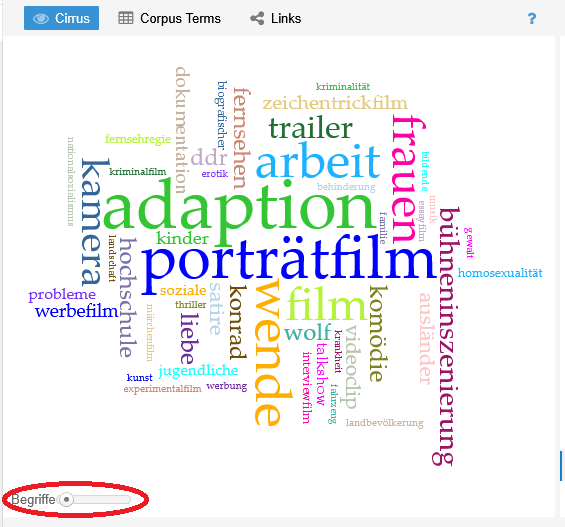 Cirrus Corpus Terms Links ?
kriminalität
dokumentation
biografischer
fernsehen
zeichentrickfilm
trailer
frauen
fernsehregie
ddr
arbeit
nationalsozialismus
kamera
kriminalfilm
erotik
behinderung
bildende
musik
essayfilm
adaption
familie
bühneninszenierung
gewalt
kinder
hochschule
landschaft
porträtfilm
homosexualität
probleme
soziale
satire
konrad
wende
film
komödie
ausländer
werbefilm
thriller
märchenfilm
liebe
wolf
videoclip
krankheit
talkshow
interviewfilm
fahrzeug
jugendliche
kunst
experimentalfilm
werbung
landbevölkerung
Begriffe